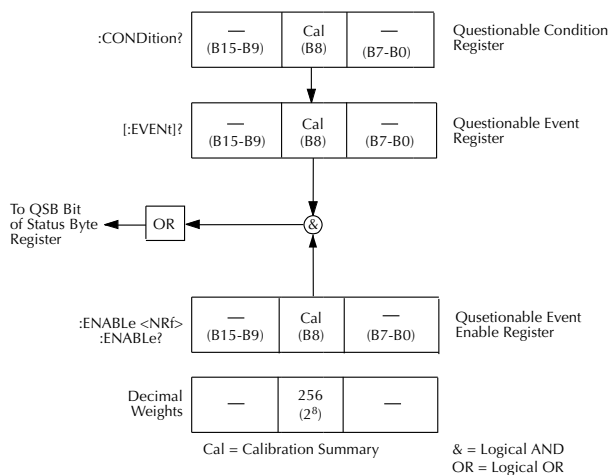 :CONDition?
—
(B15-B9)
Cal
(B8)
—
(B7-B0)
Questionable Condition
Register
[:EVENt]?
—
(B15-B9)
Cal
(B8)
—
(B7-B0)
Questionable Event
Register
To QSB Bit
of Status Byte
Register
OR
&
:ENABLe <NRf>
:ENABLe?
—
(B15-B9)
Cal
(B8)
—
(B7-B0)
Qusetionable Event
Enable Register
Decimal
Weights
—
256
(2⁸)
—
Cal = Calibration Summary
& = Logical AND
OR = Logical OR